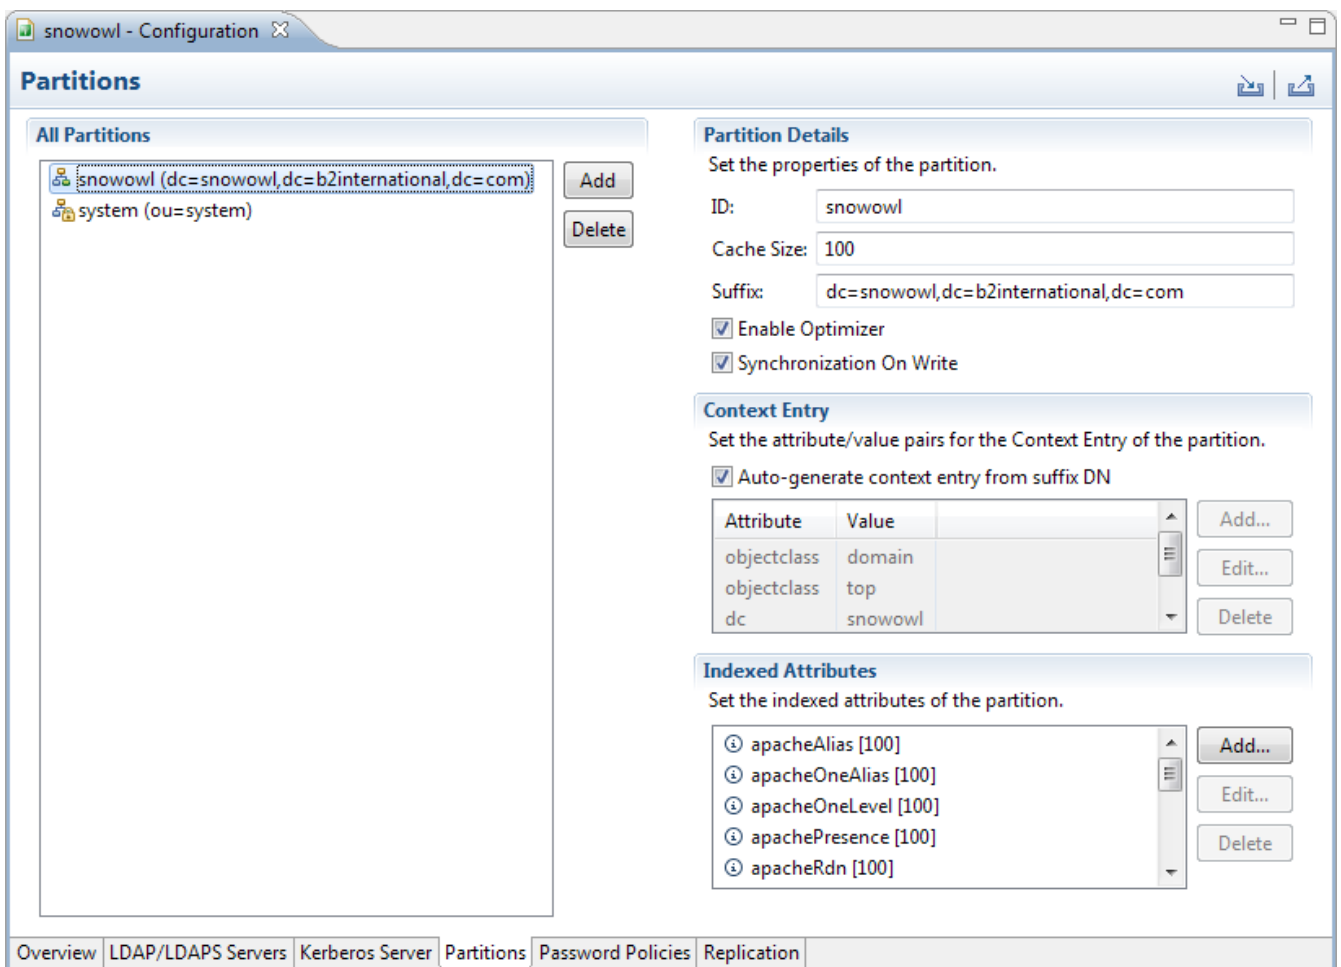 snowowl - Configuration
Partitions
All Partitions
snowowl (dc=snowowl,dc=b2international,dc=com)
system (ou=system)
Add
Delete
Partition Details
Set the properties of the partition.
ID: snowowl
Cache Size: 100
Suffix: dc=snowowl,dc=b2international,dc=com
Enable Optimizer
Synchronization On Write
Context Entry
Set the attribute/value pairs for the Context Entry of the partition.
Auto-generate context entry from suffix DN
Attribute Value
objectclass domain
objectclass top
dc snowowl
Add...
Edit...
Delete
Indexed Attributes
Set the indexed attributes of the partition.
apacheAlias [100]
apacheOneAlias [100]
apacheOneLevel [100]
apachePresence [100]
apacheRdn [100]
Add...
Edit...
Delete
Overview LDAP/LDAPS Servers Kerberos Server Partitions Password Policies Replication